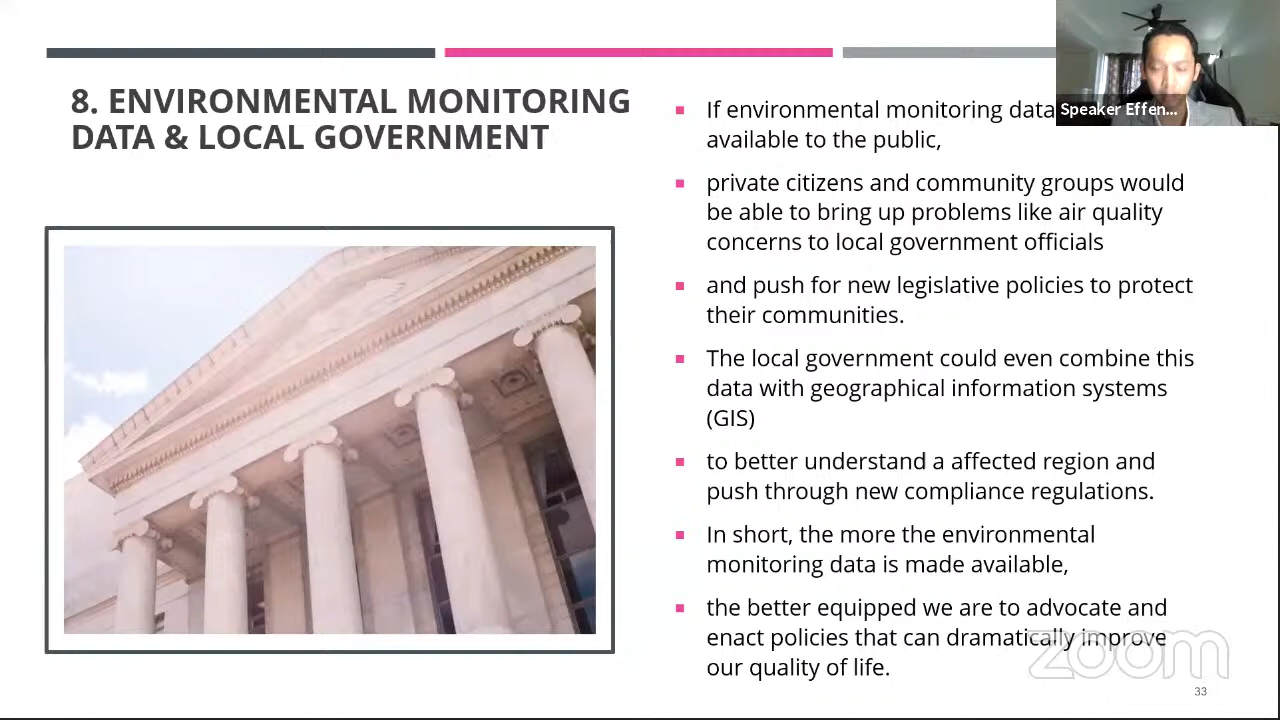 8. ENVIRONMENTAL MONITORING
DATA & LOCAL GOVERNMENT
If environmental monitoring data
available to the public,
private citizens and community groups would
be able to bring up problems like air quality
concerns to local government officials
and push for new legislative policies to protect
their communities.
The local government could even combine this
data with geographical information systems
(GIS)
to better understand a affected region and
push through new compliance regulations.
In short, the more the environmental
monitoring data is made available,
the better equipped we are to advocate and
enact policies that can dramatically improve
our quality of life.
Speaker Effen...
zoom
33